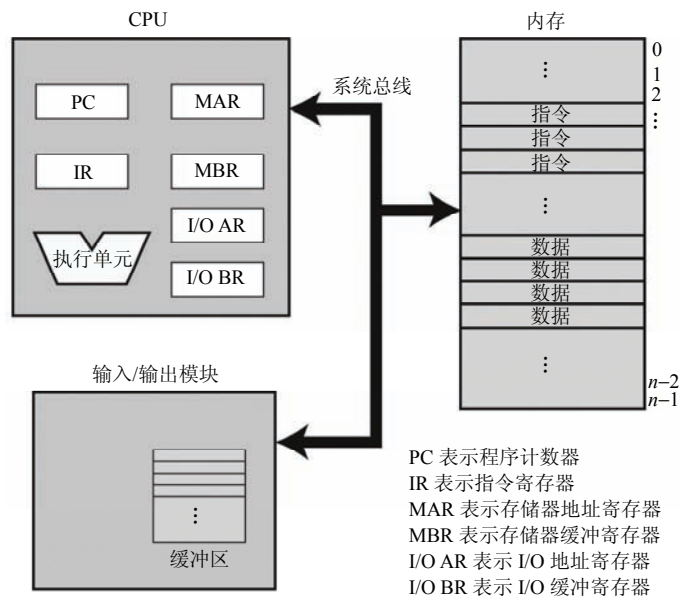 CPU
PC
MAR
IR
MBR
I/O AR
执行单元
I/O BR
系统总线
内存
0
1
2
⋮
⋮
指令
指令
指令
⋮
数据
数据
数据
数据
⋮
n−2
n−1
输入/输出模块
⋮
缓冲区
PC 表示程序计数器
IR 表示指令寄存器
MAR 表示存储器地址寄存器
MBR 表示存储器缓冲寄存器
I/O AR 表示 I/O 地址寄存器
I/O BR 表示 I/O 缓冲寄存器